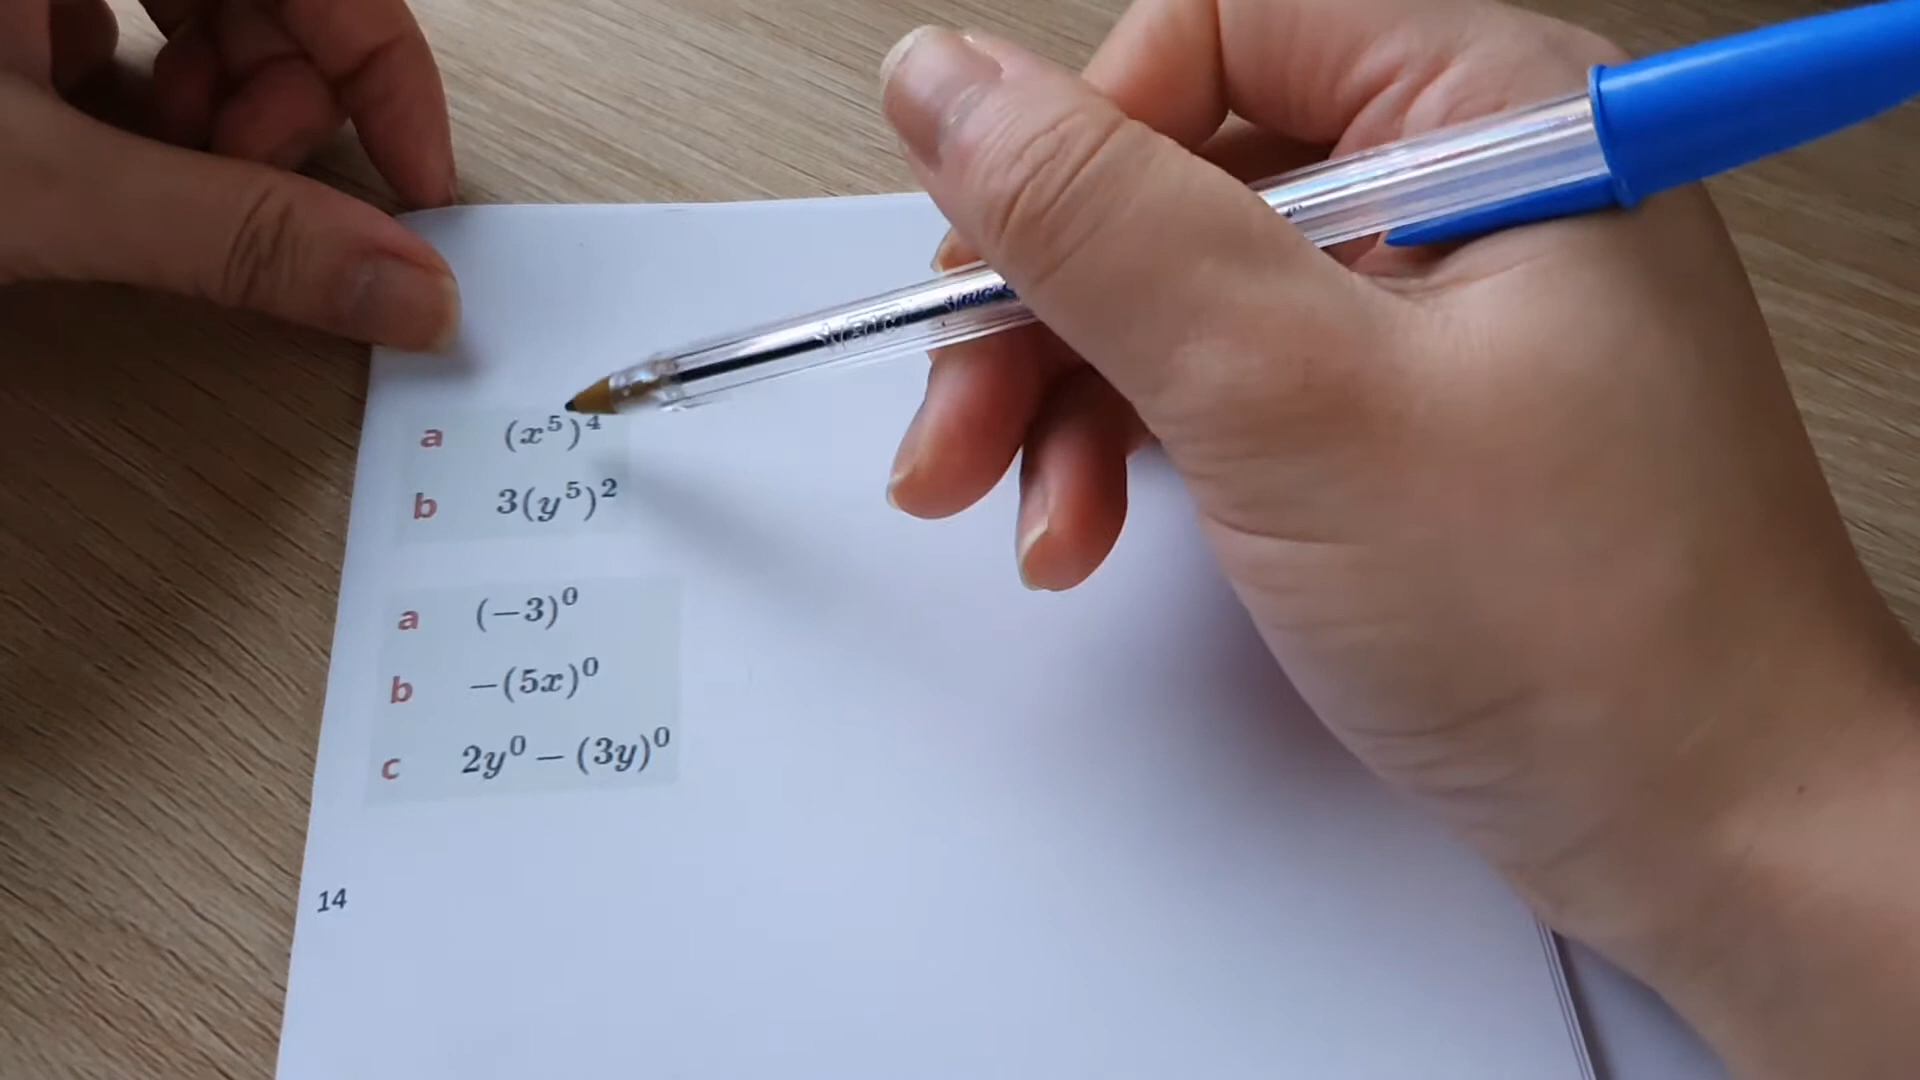 a (x⁵)⁴
b 3(y⁵)²
a (−3)⁰
b −(5x)⁰
c 2y⁰ − (3y)⁰
14